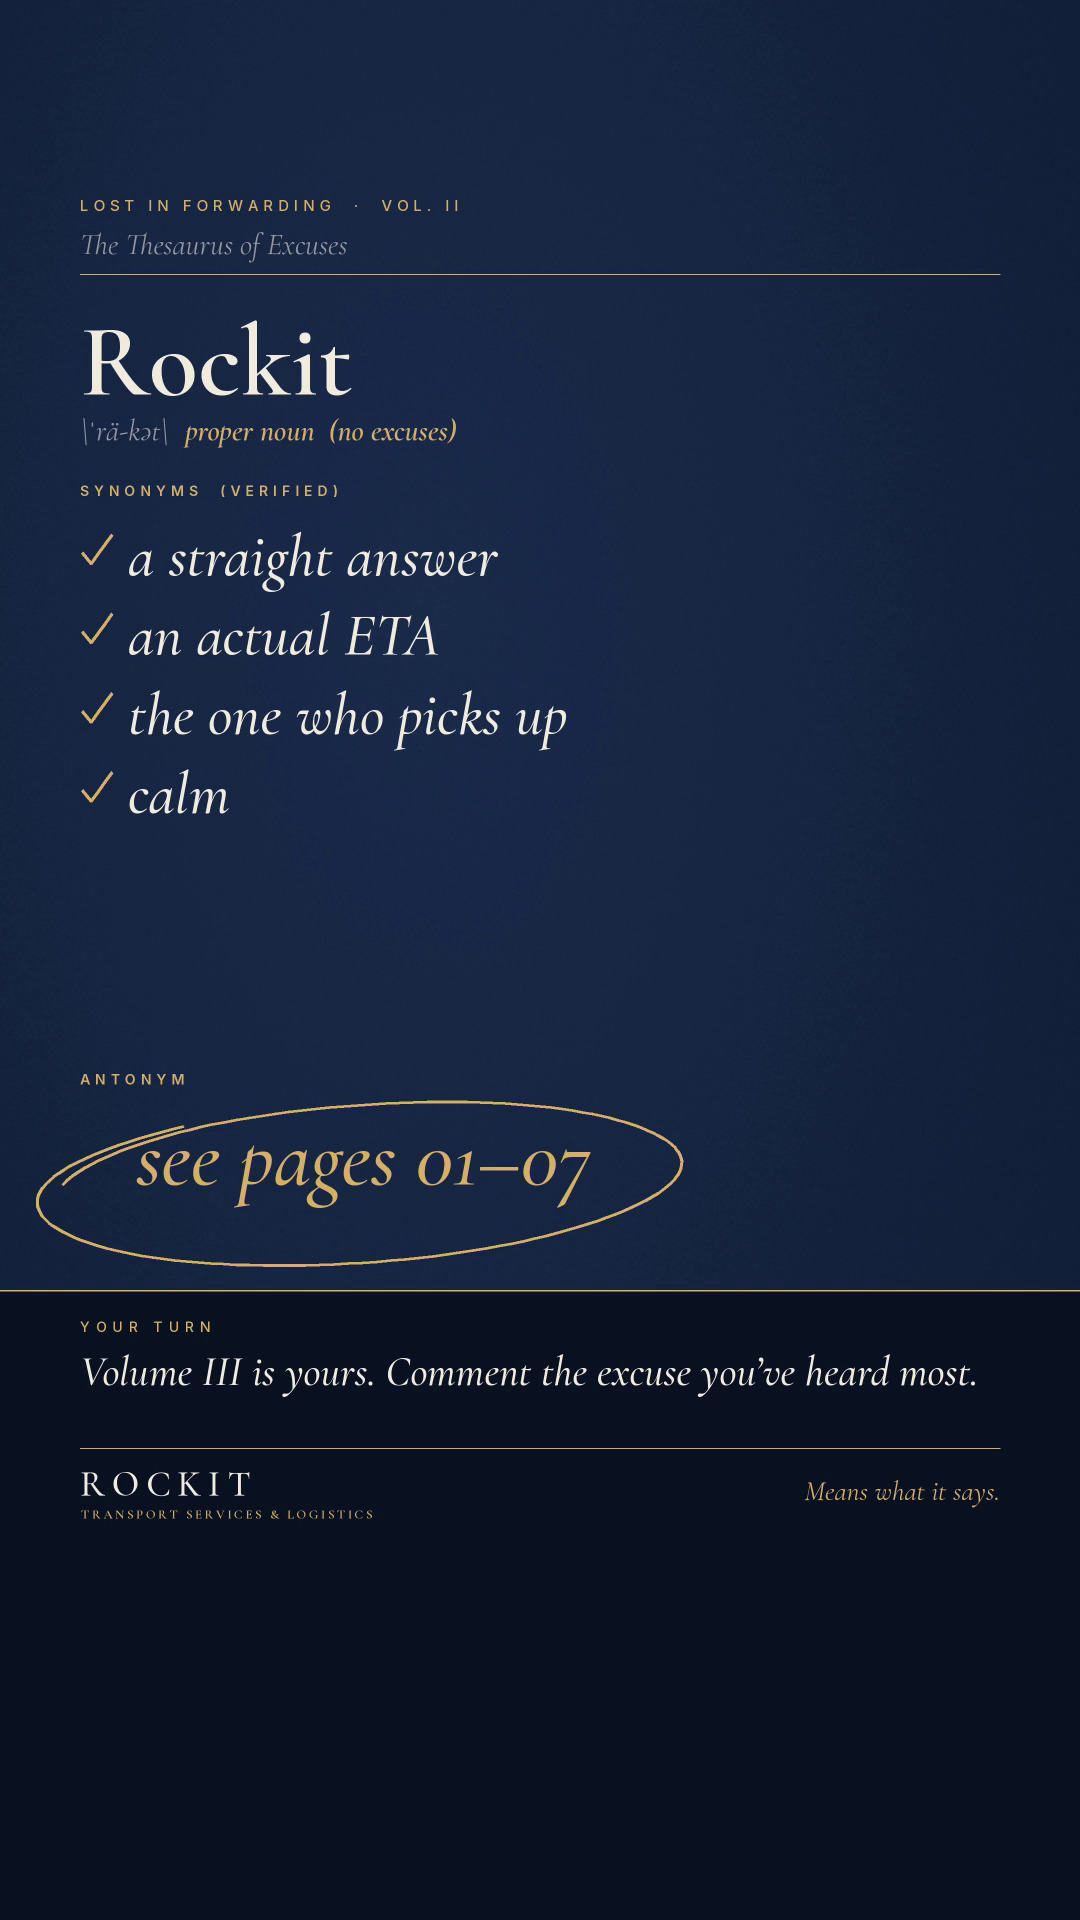 LOST IN FORWARDING · VOL. II
The Thesaurus of Excuses
Rockit
\ˈrä-kət\ proper noun (no excuses)
SYNONYMS (VERIFIED)
✓ a straight answer
✓ an actual ETA
✓ the one who picks up
✓ calm
ANTONYM
see pages 01–07
YOUR TURN
Volume III is yours. Comment the excuse you’ve heard most.
ROCKIT
TRANSPORT SERVICES & LOGISTICS
Means what it says.